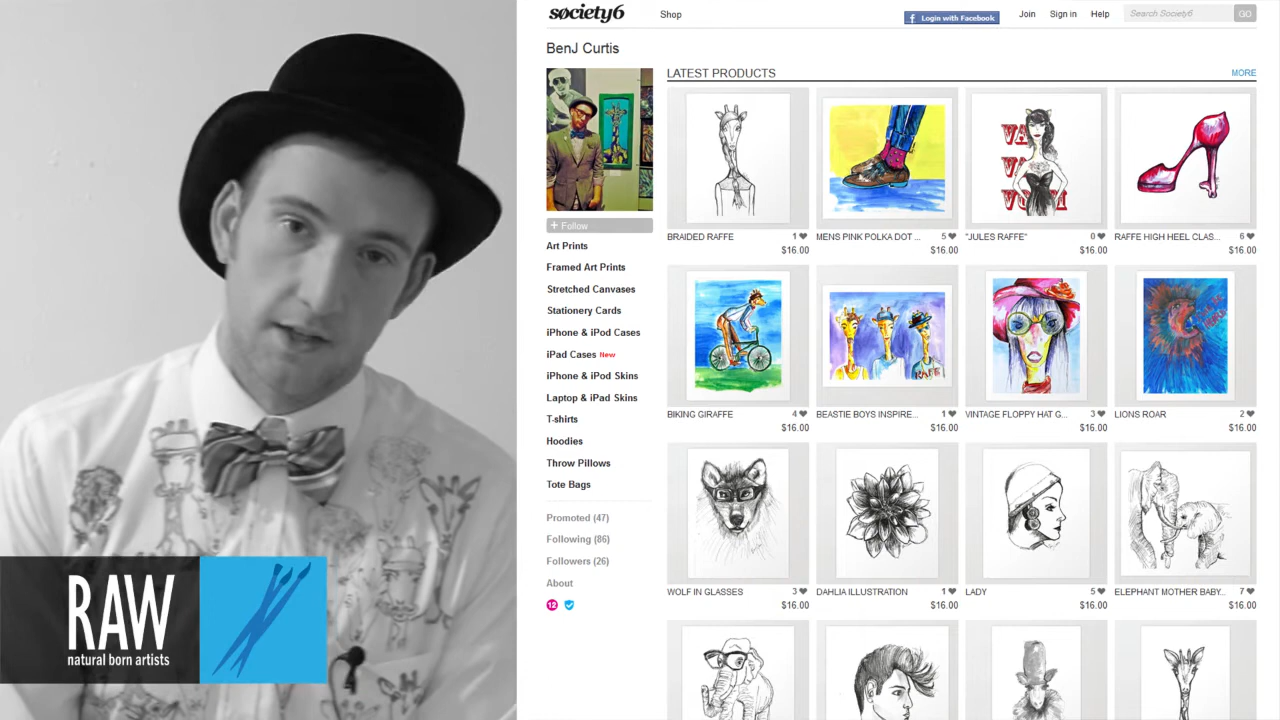 RAW
natural born artists
society6
Shop
Login with Facebook
Join
Sign in
Help
Search Society6
GO
BenJ Curtis
+ Follow
Art Prints
Framed Art Prints
Stretched Canvases
Stationery Cards
iPhone & iPod Cases
iPad Cases New
iPhone & iPod Skins
Laptop & iPad Skins
T-shirts
Hoodies
Throw Pillows
Tote Bags
Promoted (47)
Following (86)
Followers (26)
About
12
LATEST PRODUCTS
MORE
BRAIDED RAFFE 1
$16.00
MENS PINK POLKA DOT ... 5
$16.00
VA
VA
"JULES RAFFE" 0
$16.00
RAFFE HIGH HEEL CLAS... 6
$16.00
BIKING GIRAFFE 4
$16.00
BEASTIE BOYS INSPIRE... 1
$16.00
VINTAGE FLOPPY HAT G... 3
$16.00
LIONS ROAR 2
$16.00
WOLF IN GLASSES 3
$16.00
DAHLIA ILLUSTRATION 1
$16.00
LADY 5
$16.00
ELEPHANT MOTHER BABY... 7
$16.00